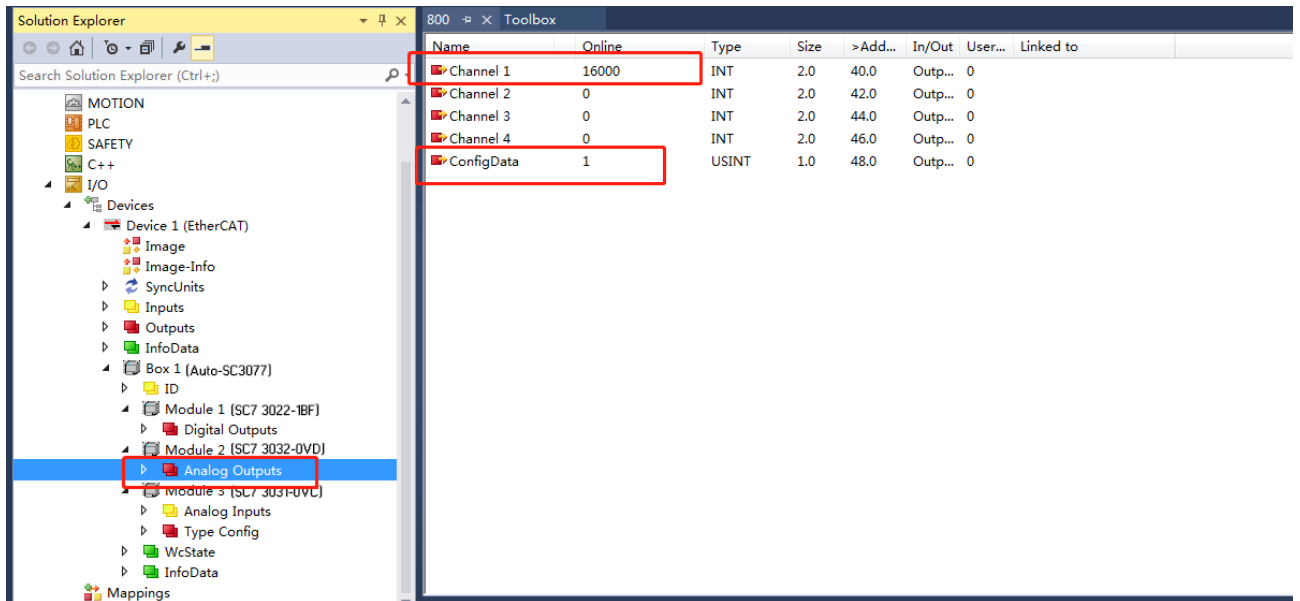 Solution Explorer
Search Solution Explorer (Ctrl+;)
MOTION
PLC
SAFETY
C++
I/O
Devices
Device 1 (EtherCAT)
Image
Image-Info
SyncUnits
Inputs
Outputs
InfoData
Box 1 (Auto-SC3077)
ID
Module 1 (SC7 3022-1BF)
Digital Outputs
Module 2 (SC7 3032-0VD)
Analog Outputs
Module 3 (SC7 3031-0VC)
Analog Inputs
Type Config
WcState
InfoData
Mappings
800 Toolbox
Name Online Type Size >Add... In/Out User... Linked to
Channel 1 16000 INT 2.0 40.0 Outp... 0
Channel 2 0 INT 2.0 42.0 Outp... 0
Channel 3 0 INT 2.0 44.0 Outp... 0
Channel 4 0 INT 2.0 46.0 Outp... 0
ConfigData 1 USINT 1.0 48.0 Outp... 0